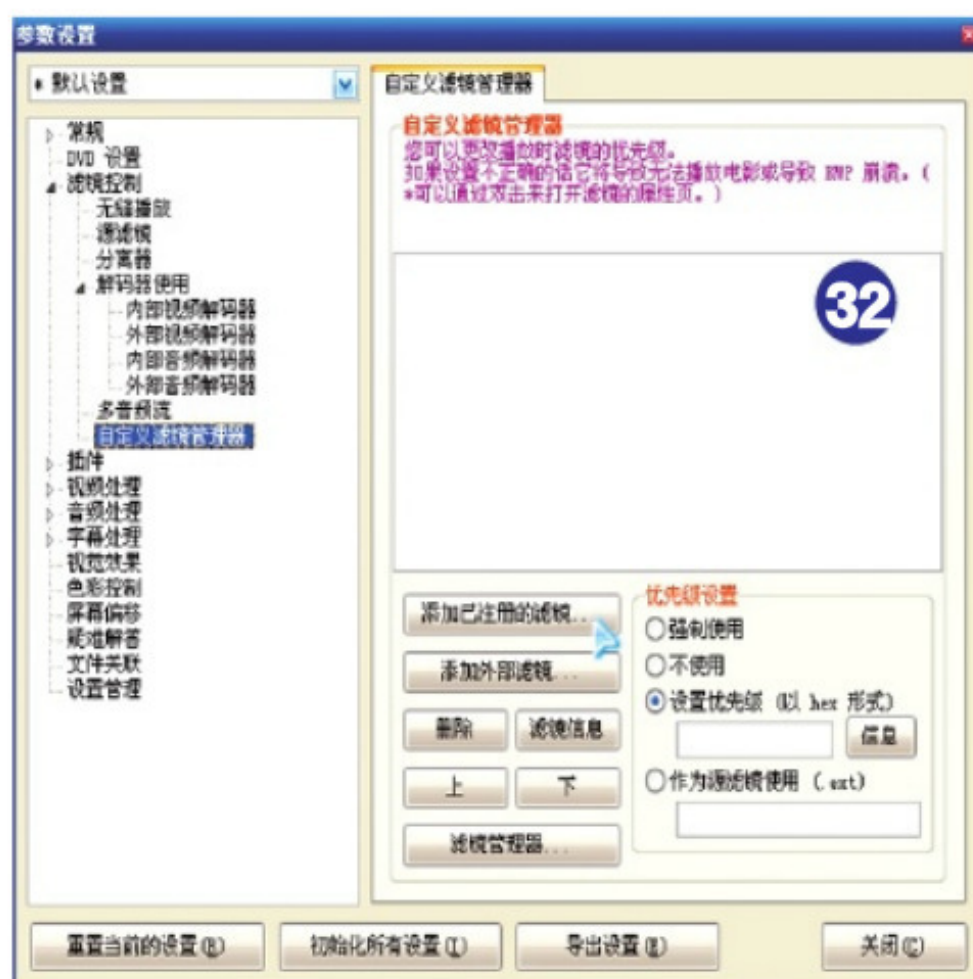 参数设置
默认设置
常规
DVD 设置
滤镜控制
无缝播放
源滤镜
分离器
解码器使用
内部视频解码器
外部视频解码器
内部音频解码器
外部音频解码器
多音频流
自定义滤镜管理器
插件
视频处理
音频处理
字幕处理
视觉效果
色彩控制
屏幕偏移
疑难解答
文件关联
设置管理
自定义滤镜管理器
自定义滤镜管理器
您可以更改播放时滤镜的优先级。
如果设置不正确的话它将导致无法播放电影或导致 KMP 崩溃。(
*可以通过双击来打开滤镜的属性页。)
32
添加已注册的滤镜...
添加外部滤镜...
删除 滤镜信息
上 下
滤镜管理器...
优先级设置
强制使用
不使用
设置优先级 (以 hex 形式)
信息
作为源滤镜使用 (.ext)
重置当前的设置(R) 初始化所有设置(I) 导出设置(E) 关闭(C)